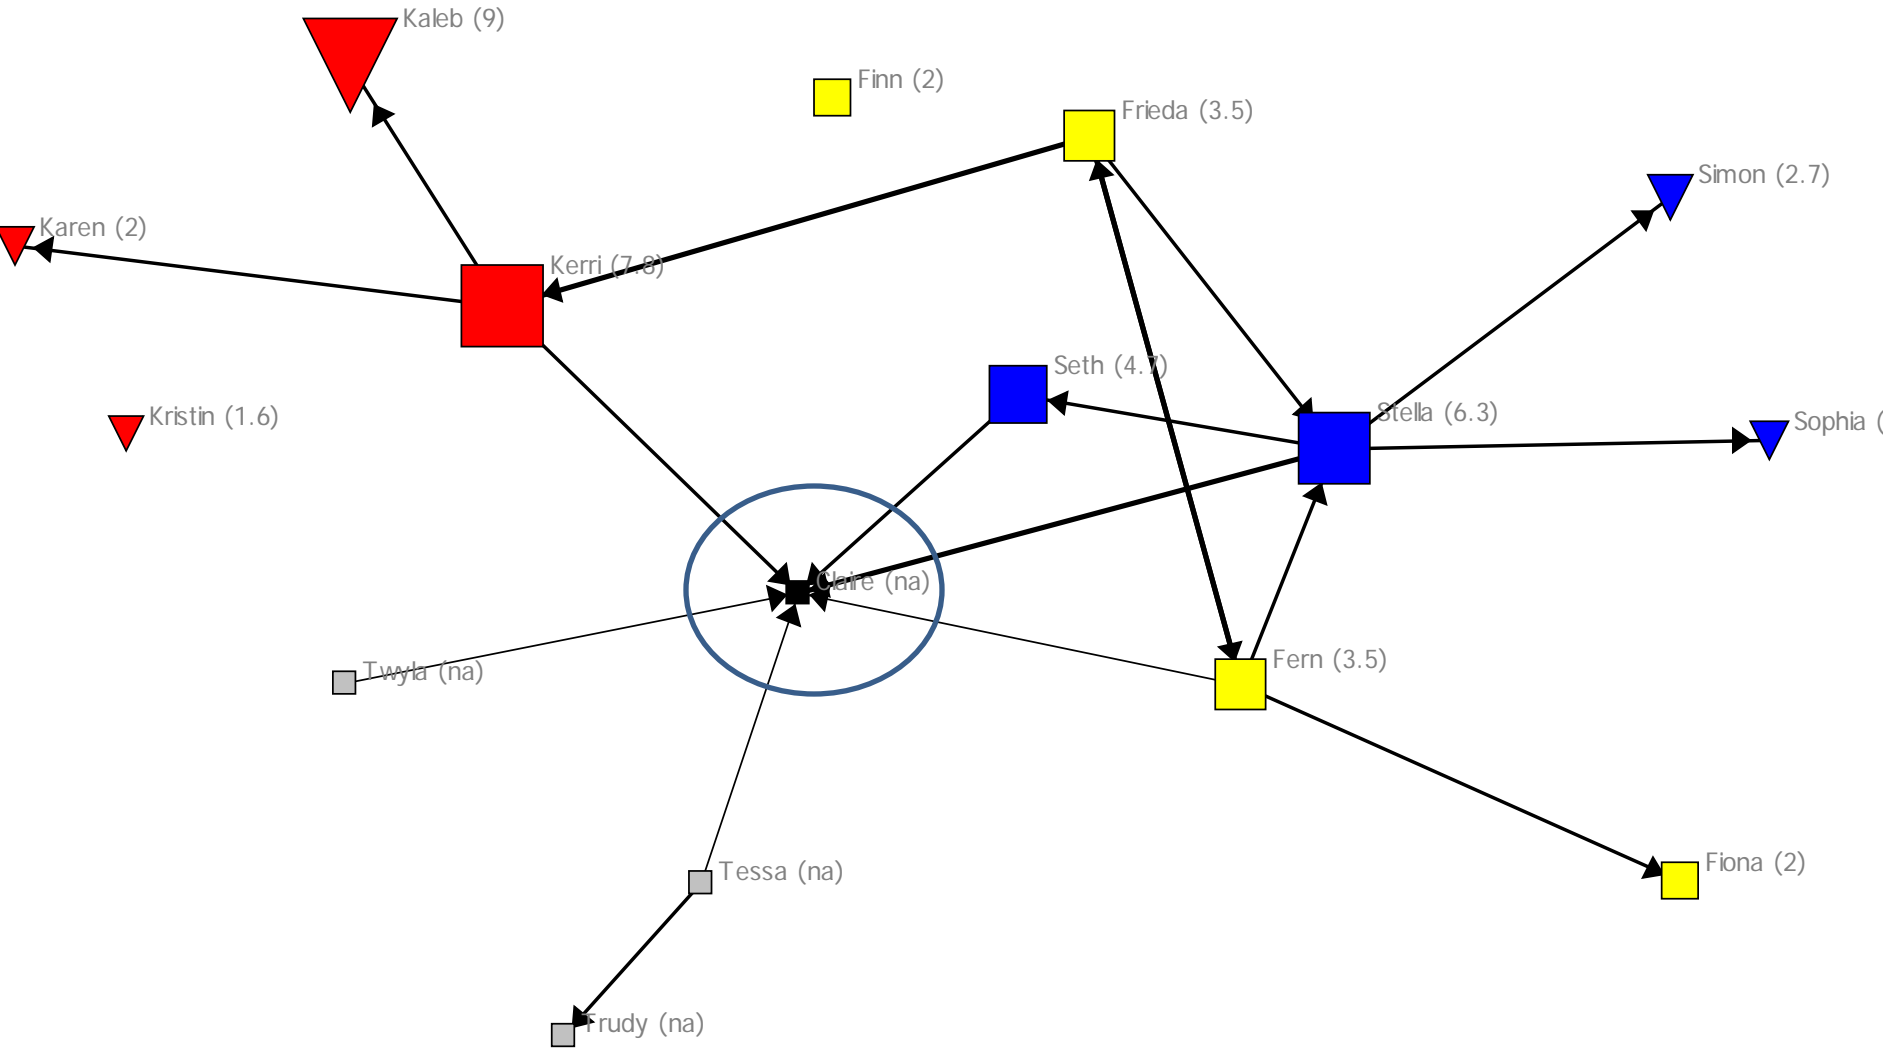 Kaleb (9)
Finn (2)
Frieda (3.5)
Simon (2.7)
Karen (2)
Kerri (7.8)
Seth (4.7)
Stella (6.3)
Kristin (1.6)
Sophia (
Claire (na)
Twyla (na)
Fern (3.5)
Tessa (na)
Fiona (2)
Trudy (na)